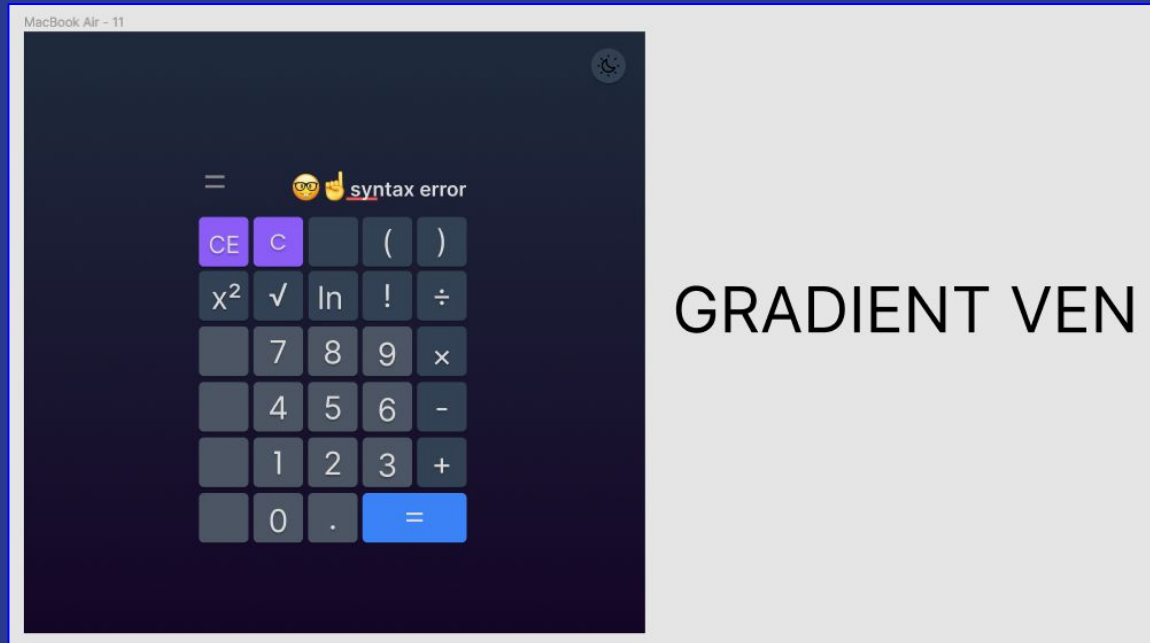 MacBook Air - 11
= 🤓☝️ syntax error
CE C ( )
x² √ ln ! ÷
7 8 9 ×
4 5 6 -
1 2 3 +
0 . =
GRADIENT VEN